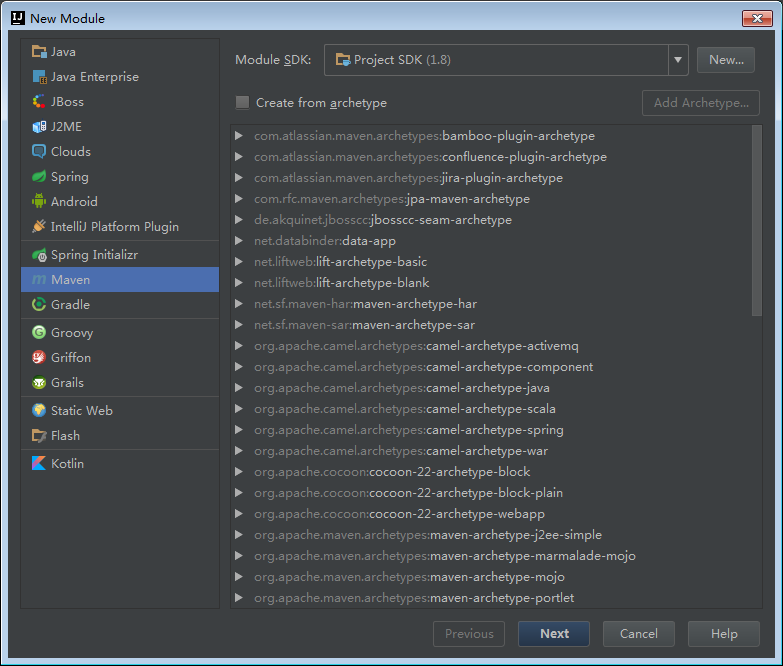 New Module
Java
Java Enterprise
JBoss
J2ME
Clouds
Spring
Android
IntelliJ Platform Plugin
Spring Initializr
Maven
Gradle
Groovy
Griffon
Grails
Static Web
Flash
Kotlin
Module SDK: Project SDK (1.8) New...
Create from archetype Add Archetype...
com.atlassian.maven.archetypes:bamboo-plugin-archetype
com.atlassian.maven.archetypes:confluence-plugin-archetype
com.atlassian.maven.archetypes:jira-plugin-archetype
com.rfc.maven.archetypes:jpa-maven-archetype
de.akquinet.jbosscc:jbosscc-seam-archetype
net.databinder:data-app
net.liftweb:lift-archetype-basic
net.liftweb:lift-archetype-blank
net.sf.maven-har:maven-archetype-har
net.sf.maven-sar:maven-archetype-sar
org.apache.camel.archetypes:camel-archetype-activemq
org.apache.camel.archetypes:camel-archetype-component
org.apache.camel.archetypes:camel-archetype-java
org.apache.camel.archetypes:camel-archetype-scala
org.apache.camel.archetypes:camel-archetype-spring
org.apache.camel.archetypes:camel-archetype-war
org.apache.cocoon:cocoon-22-archetype-block
org.apache.cocoon:cocoon-22-archetype-block-plain
org.apache.cocoon:cocoon-22-archetype-webapp
org.apache.maven.archetypes:maven-archetype-j2ee-simple
org.apache.maven.archetypes:maven-archetype-marmalade-mojo
org.apache.maven.archetypes:maven-archetype-mojo
org.apache.maven.archetypes:maven-archetype-portlet
Previous Next Cancel Help